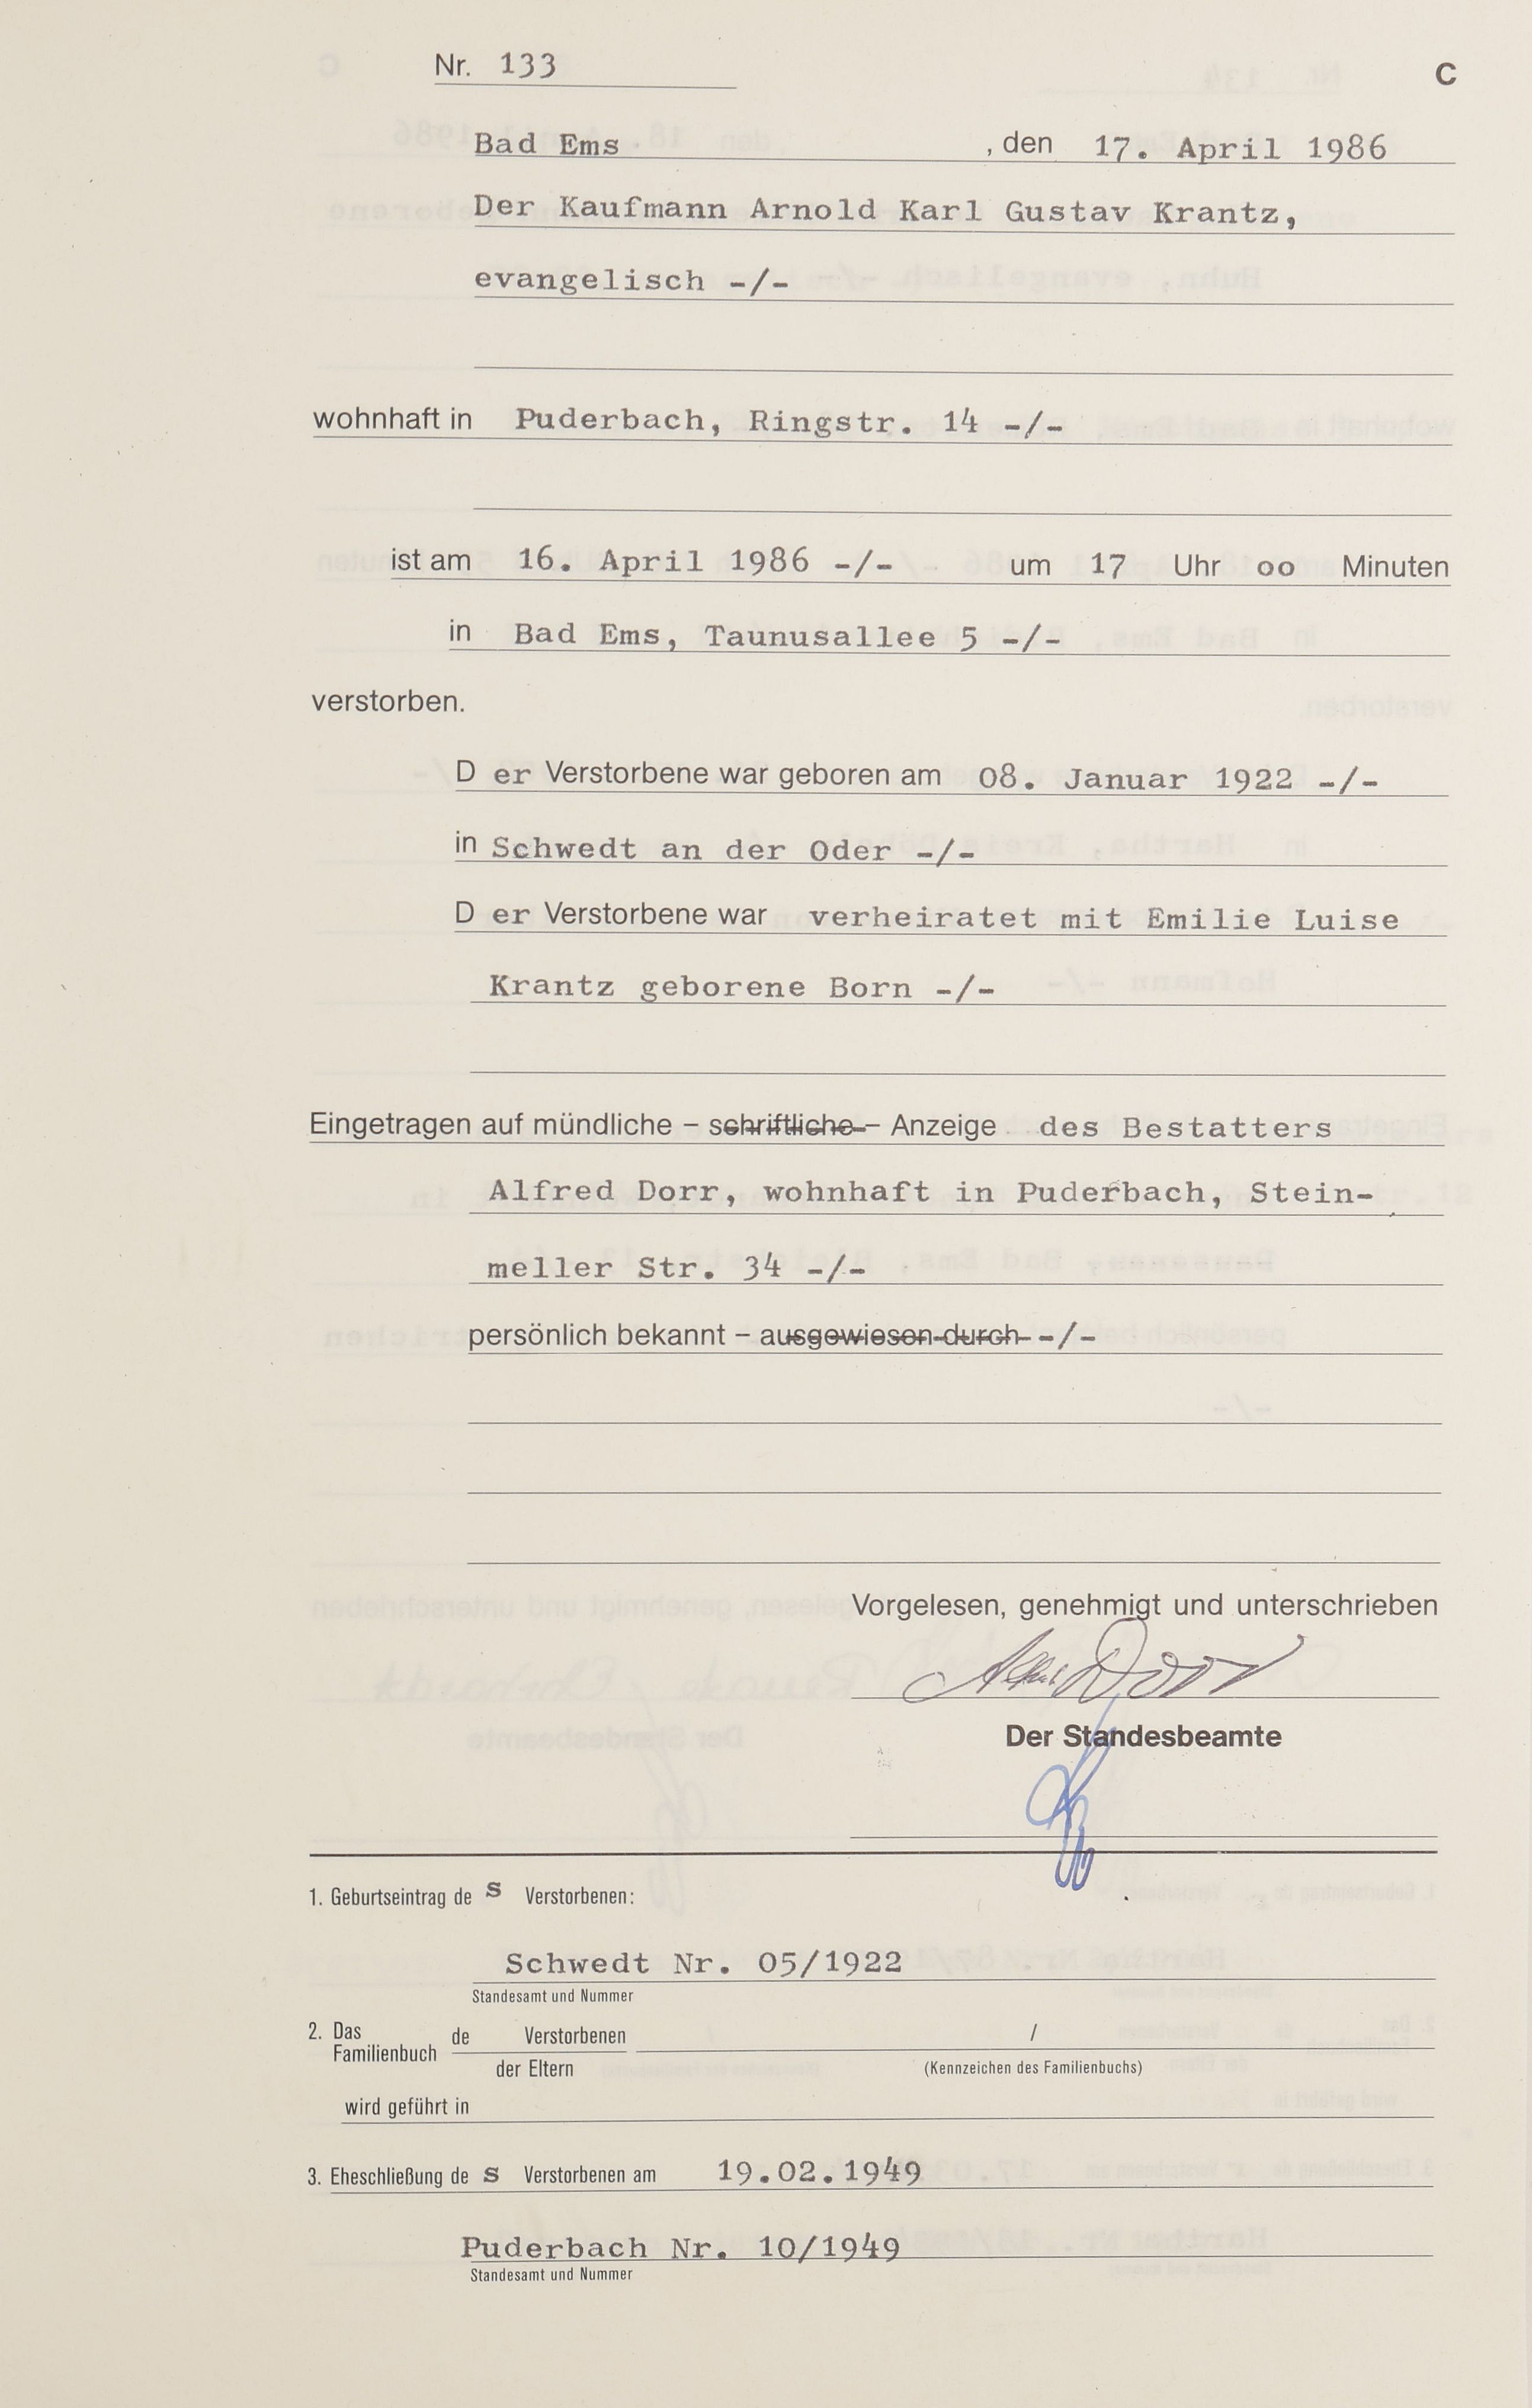 Nr. 133
C
Bad Ems , den 17. April 1986
Der Kaufmann Arnold Karl Gustav Krantz,
evangelisch -/-
wohnhaft in Puderbach, Ringstr. 14 -/-
ist am 16. April 1986 -/- um 17 Uhr oo Minuten
in Bad Ems, Taunusallee 5 -/-
verstorben.
D er Verstorbene war geboren am 08. Januar 1922 -/-
in Schwedt an der Oder -/-
D er Verstorbene war verheiratet mit Emilie Luise
Krantz geborene Born -/-
Eingetragen auf mündliche – schriftliche – Anzeige des Bestatters
Alfred Dorr, wohnhaft in Puderbach, Stein-
meller Str. 34 -/-
persönlich bekannt – ausgewiesen durch -/-
Vorgelesen, genehmigt und unterschrieben
Dorr
Der Standesbeamte
1. Geburtseintrag de s Verstorbenen:
Schwedt Nr. 05/1922
Standesamt und Nummer
2. Das Familienbuch de Verstorbenen /
der Eltern (Kennzeichen des Familienbuchs)
wird geführt in
3. Eheschließung de s Verstorbenen am 19.02.1949
Puderbach Nr. 10/1949
Standesamt und Nummer